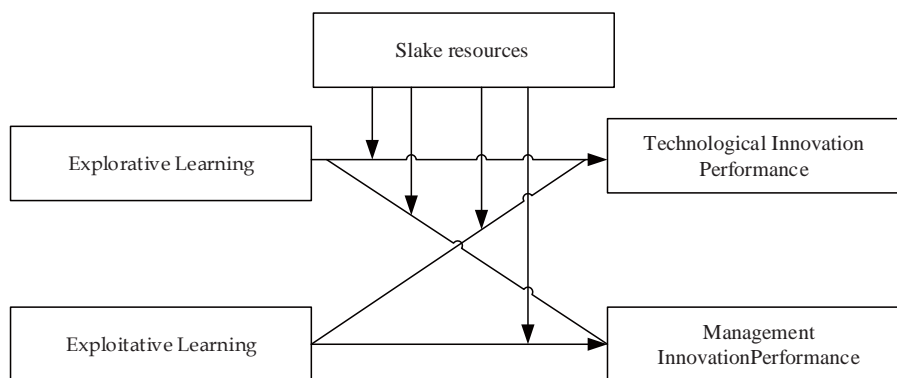 Slake resources
Explorative Learning
Technological Innovation
Performance
Exploitative Learning
Management
InnovationPerformance